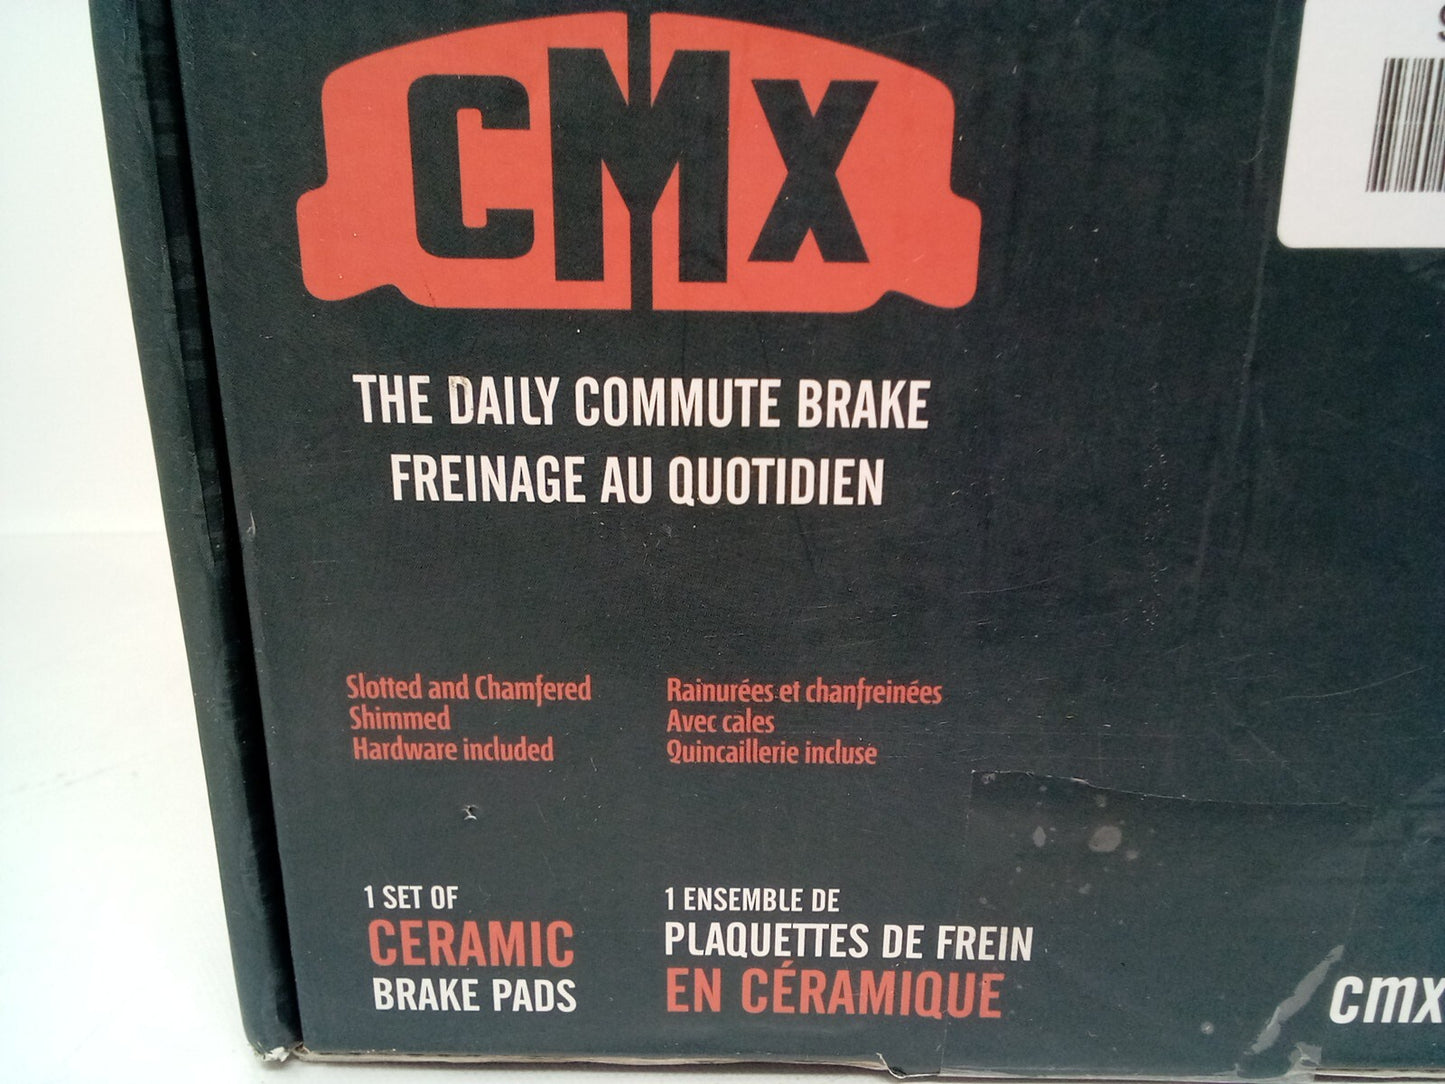 CMX
THE DAILY COMMUTE BRAKE
FREINAGE AU QUOTIDIEN
Slotted and Chamfered
Shimmed
Hardware included
Rainurées et chanfreinées
Avec cales
Quincaillerie incluse
1 SET OF
CERAMIC
BRAKE PADS
1 ENSEMBLE DE
PLAQUETTES DE FREIN
EN CÉRAMIQUE
cmx